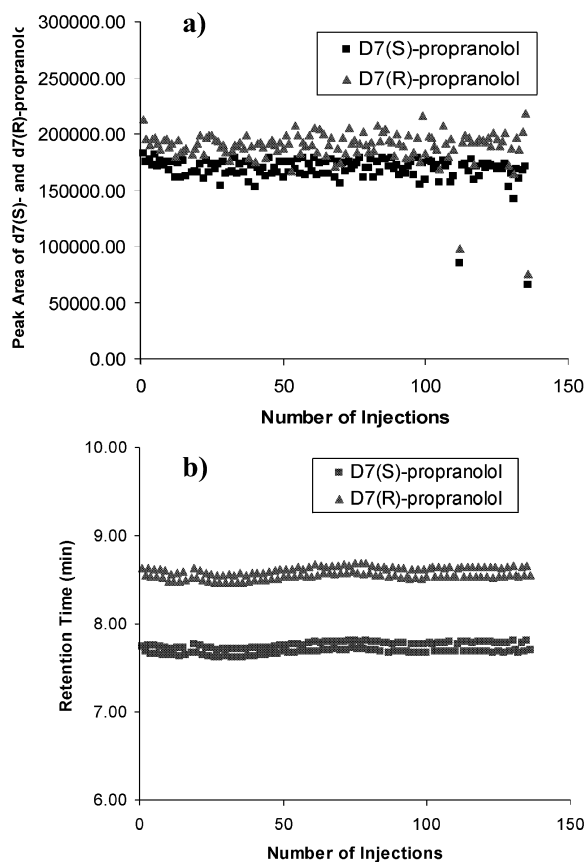 a)
D7(S)-propranolol
D7(R)-propranolol
Peak Area of d7(S)- and d7(R)-propranolo
300000.00
250000.00
200000.00
150000.00
100000.00
50000.00
0.00
0 50 100 150
Number of Injections
b)
D7(S)-propranolol
D7(R)-propranolol
Retention Time (min)
10.00
9.00
8.00
7.00
6.00
0 50 100 150
Number of Injections